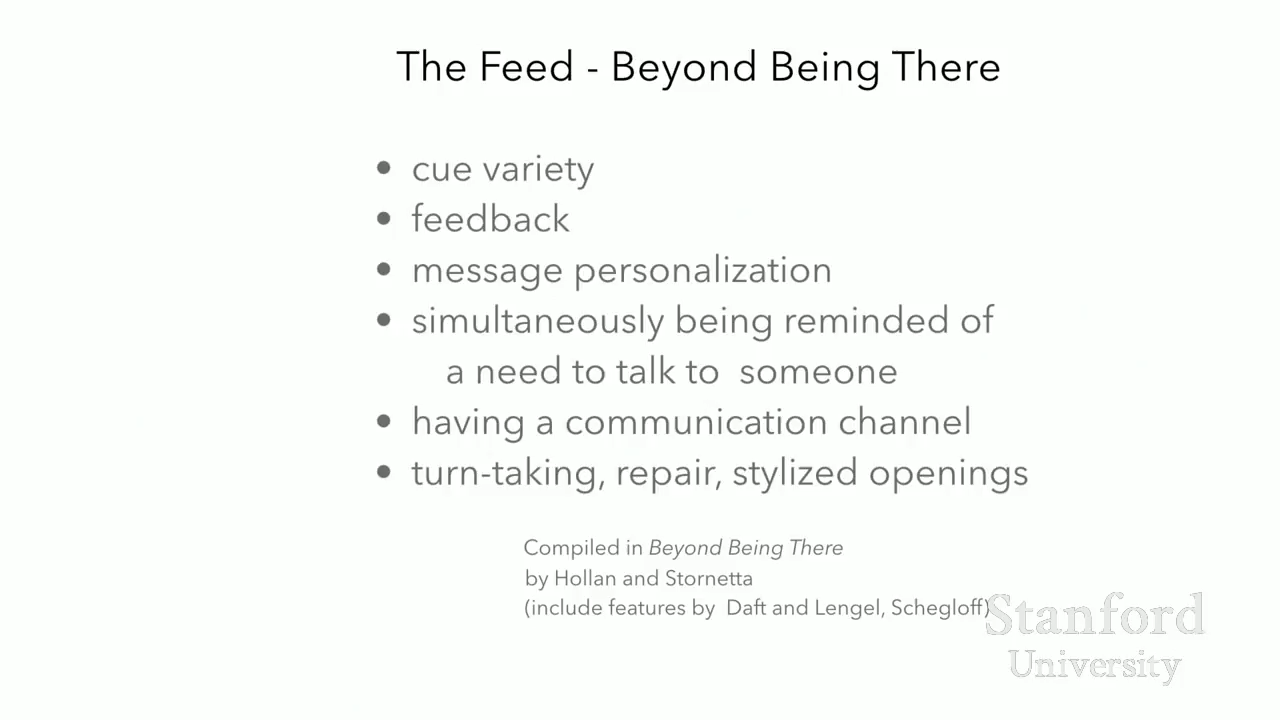 The Feed - Beyond Being There
• cue variety
• feedback
• message personalization
• simultaneously being reminded of
a need to talk to someone
• having a communication channel
• turn-taking, repair, stylized openings
Compiled in Beyond Being There
by Hollan and Stornetta
(include features by Daft and Lengel, Schegloff)
Stanford
University